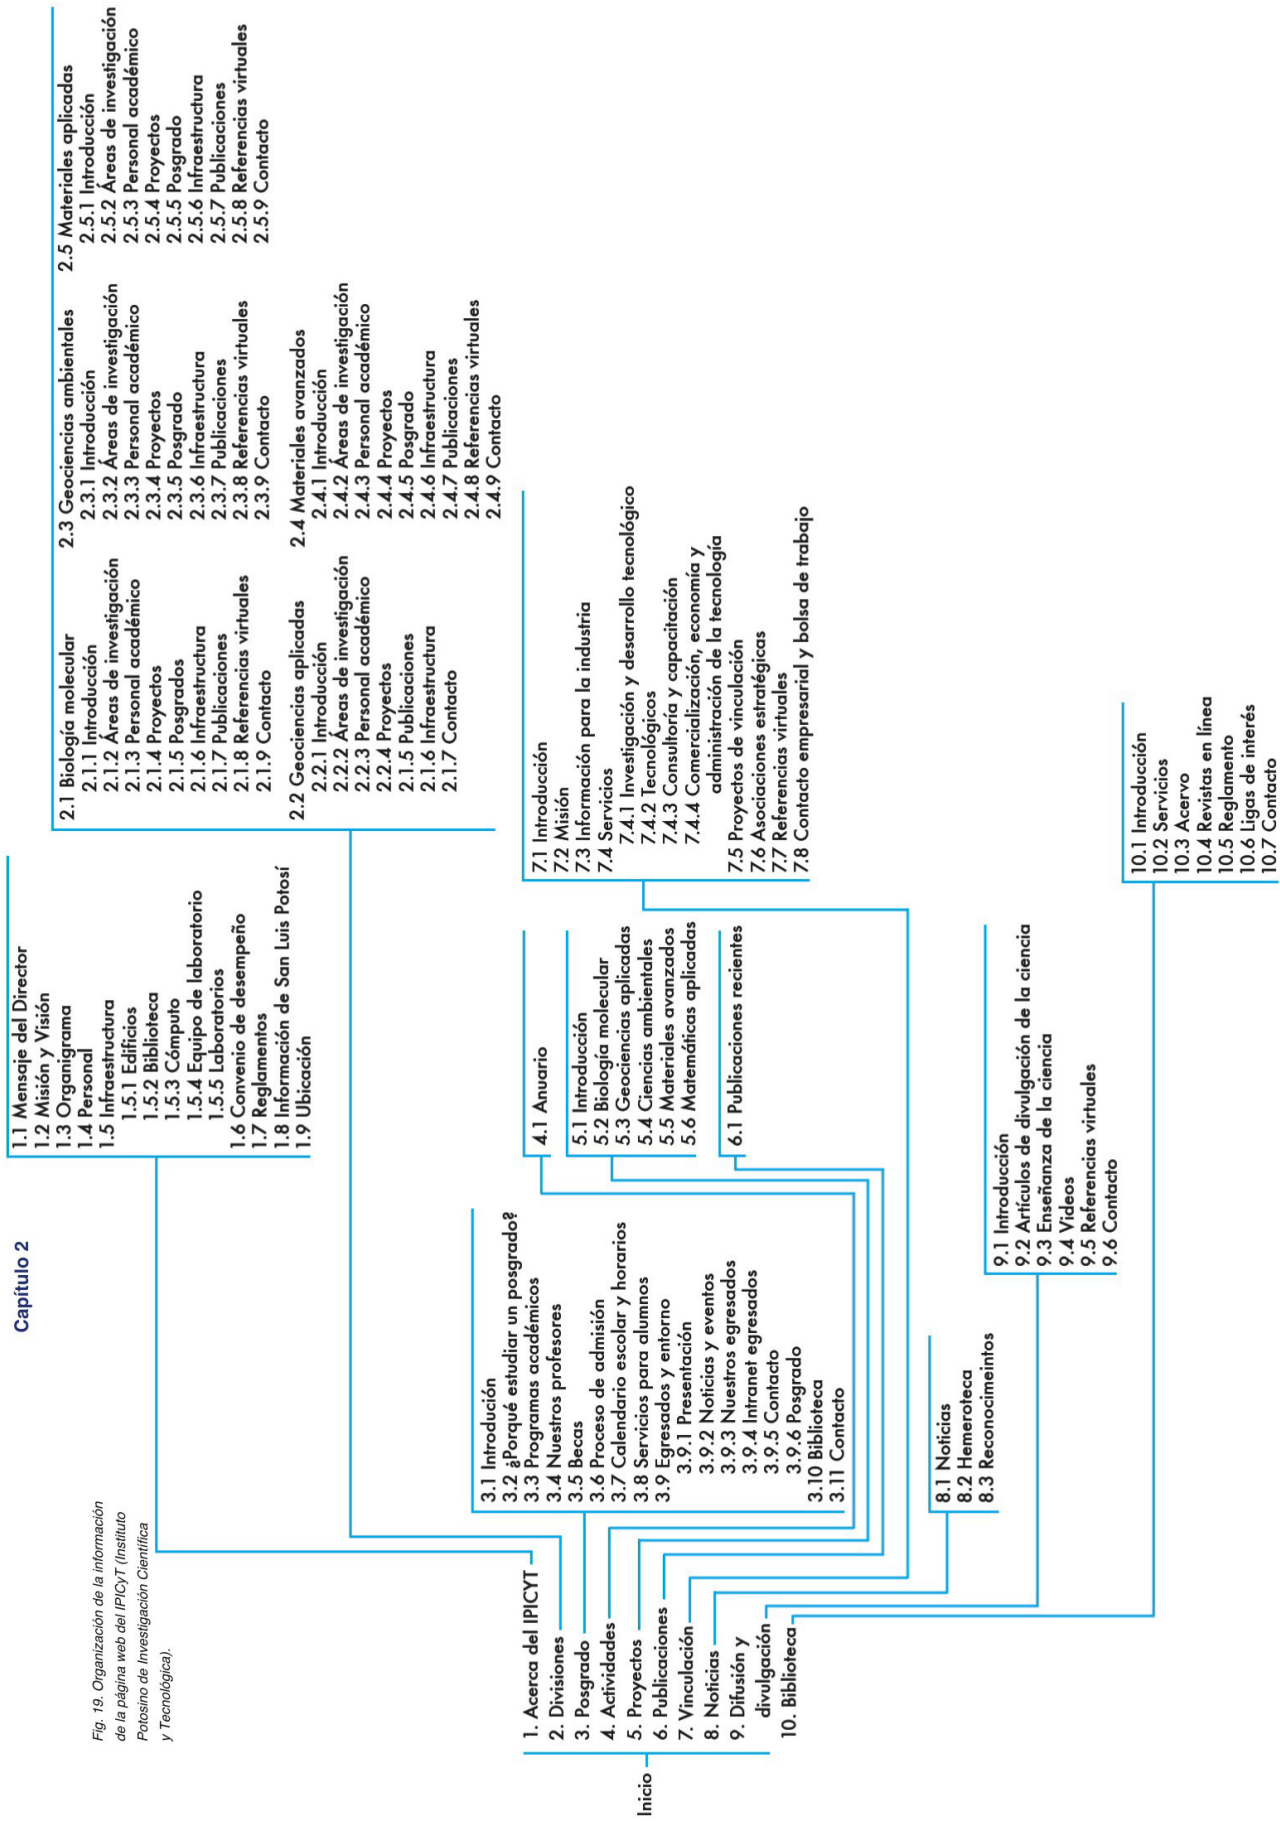 Capítulo 2
Fig. 19. Organización de la información
de la página web del IPICyT (Instituto
Potosino de Investigación Científica
y Tecnológica).
Inicio
1. Acerca del IPICYT
2. Divisiones
3. Posgrado
4. Actividades
5. Proyectos
6. Publicaciones
7. Vinculación
8. Noticias
9. Difusión y
divulgación
10. Biblioteca
1.1 Mensaje del Director
1.2 Misión y Visión
1.3 Organigrama
1.4 Personal
1.5 Infraestructura
1.5.1 Edificios
1.5.2 Biblioteca
1.5.3 Cómputo
1.5.4 Equipo de laboratorio
1.5.5 Laboratorios
1.6 Convenio de desempeño
1.7 Reglamentos
1.8 Información de San Luis Potosí
1.9 Ubicación
2.1 Biología molecular
2.1.1 Introducción
2.1.2 Áreas de investigación
2.1.3 Personal académico
2.1.4 Proyectos
2.1.5 Posgrados
2.1.6 Infraestructura
2.1.7 Publicaciones
2.1.8 Referencias virtuales
2.1.9 Contacto
2.2 Geociencias aplicadas
2.2.1 Introducción
2.2.2 Áreas de investigación
2.2.3 Personal académico
2.2.4 Proyectos
2.1.5 Publicaciones
2.1.6 Infraestructura
2.1.7 Contacto
2.3 Geociencias ambientales
2.3.1 Introducción
2.3.2 Áreas de investigación
2.3.3 Personal académico
2.3.4 Proyectos
2.3.5 Posgrado
2.3.6 Infraestructura
2.3.7 Publicaciones
2.3.8 Referencias virtuales
2.3.9 Contacto
2.4 Materiales avanzados
2.4.1 Introducción
2.4.2 Áreas de investigación
2.4.3 Personal académico
2.4.4 Proyectos
2.4.5 Posgrado
2.4.6 Infraestructura
2.4.7 Publicaciones
2.4.8 Referencias virtuales
2.4.9 Contacto
2.5 Materiales aplicadas
2.5.1 Introducción
2.5.2 Áreas de investigación
2.5.3 Personal académico
2.5.4 Proyectos
2.5.5 Posgrado
2.5.6 Infraestructura
2.5.7 Publicaciones
2.5.8 Referencias virtuales
2.5.9 Contacto
3.1 Introdución
3.2 ¿Porqué estudiar un posgrado?
3.3 Programas académicos
3.4 Nuestros profesores
3.5 Becas
3.6 Proceso de admisión
3.7 Calendario escolar y horarios
3.8 Servicios para alumnos
3.9 Egresados y entorno
3.9.1 Presentación
3.9.2 Noticias y eventos
3.9.3 Nuestros egresados
3.9.4 Intranet egresados
3.9.5 Contacto
3.9.6 Posgrado
3.10 Biblioteca
3.11 Contacto
4.1 Anuario
5.1 Introducción
5.2 Biología molecular
5.3 Geociencias aplicadas
5.4 Ciencias ambientales
5.5 Materiales avanzados
5.6 Matemáticas aplicadas
6.1 Publicaciones recientes
7.1 Introducción
7.2 Misión
7.3 Información para la industria
7.4 Servicios
7.4.1 Investigación y desarrollo tecnológico
7.4.2 Tecnológicos
7.4.3 Consultoría y capacitación
7.4.4 Comercialización, economía y
administración de la tecnología
7.5 Proyectos de vinculación
7.6 Asociaciones estratégicas
7.7 Referencias virtuales
7.8 Contacto empresarial y bolsa de trabajo
8.1 Noticias
8.2 Hemeroteca
8.3 Reconocimeintos
9.1 Introducción
9.2 Artículos de divulgación de la ciencia
9.3 Enseñanza de la ciencia
9.4 Videos
9.5 Referencias virtuales
9.6 Contacto
10.1 Introducción
10.2 Servicios
10.3 Acervo
10.4 Revistas en línea
10.5 Reglamento
10.6 Ligas de interés
10.7 Contacto